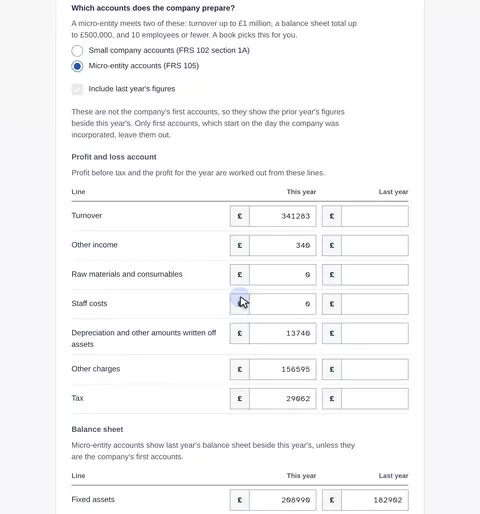 Which accounts does the company prepare?
A micro-entity meets two of these: turnover up to £1 million, a balance sheet total up
to £500,000, and 10 employees or fewer. A book picks this for you.
Small company accounts (FRS 102 section 1A)
Micro-entity accounts (FRS 105)
Include last year's figures
These are not the company's first accounts, so they show the prior year's figures
beside this year's. Only first accounts, which start on the day the company was
incorporated, leave them out.
Profit and loss account
Profit before tax and the profit for the year are worked out from these lines.
Line This year Last year
Turnover £ 341283 £
Other income £ 340 £
Raw materials and consumables £ 0 £
Staff costs £ 0 £
Depreciation and other amounts written off
assets £ 13740 £
Other charges £ 156595 £
Tax £ 29062 £
Balance sheet
Micro-entity accounts show last year's balance sheet beside this year's, unless they
are the company's first accounts.
Line This year Last year
Fixed assets £ 208990 £ 182902